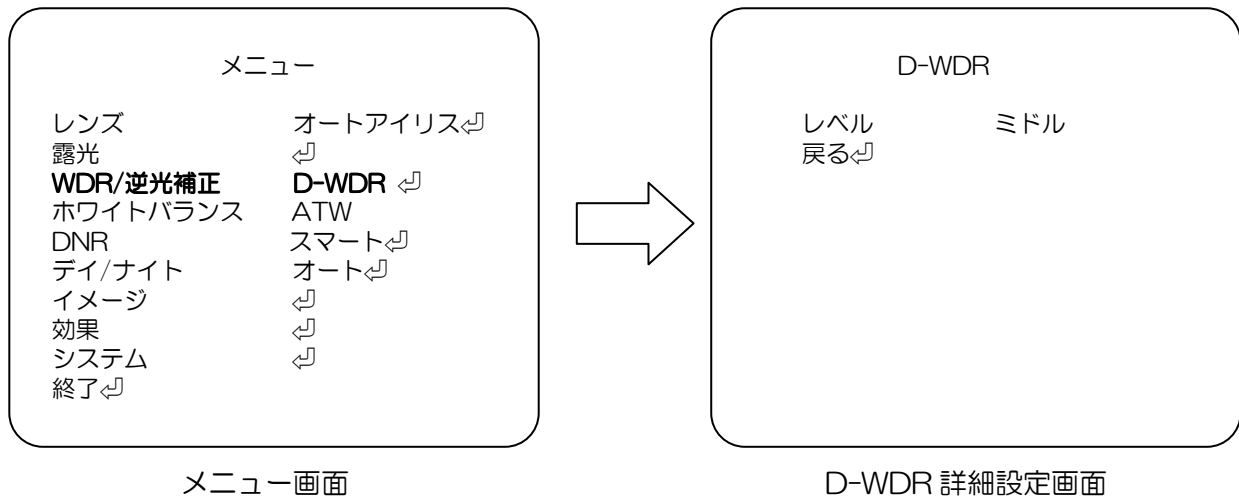 メニュー
レンズ オートアイリス⏎
露光 ⏎
WDR/逆光補正 D-WDR ⏎
ホワイトバランス ATW
DNR スマート⏎
デイ/ナイト オート⏎
イメージ ⏎
効果 ⏎
システム ⏎
終了⏎
メニュー画面
D-WDR
レベル ミドル
戻る⏎
D-WDR 詳細設定画面